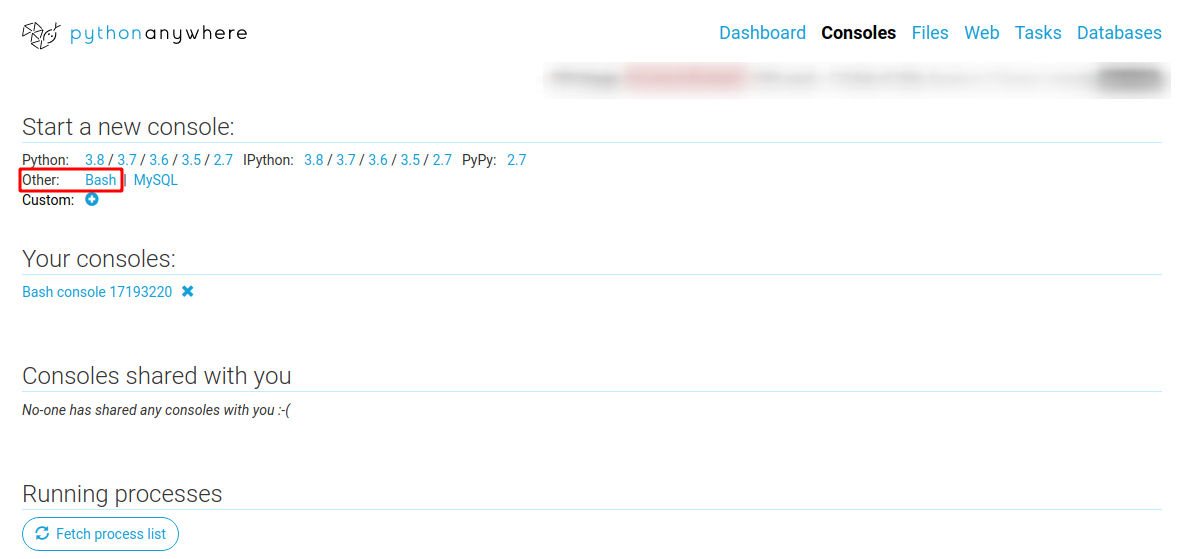 pythonanywhere
Dashboard Consoles Files Web Tasks Databases
Start a new console:
Python: 3.8 / 3.7 / 3.6 / 3.5 / 2.7 IPython: 3.8 / 3.7 / 3.6 / 3.5 / 2.7 PyPy: 2.7
Other: Bash | MySQL
Custom:
Your consoles:
Bash console 17193220
Consoles shared with you
No-one has shared any consoles with you :-(
Running processes
Fetch process list